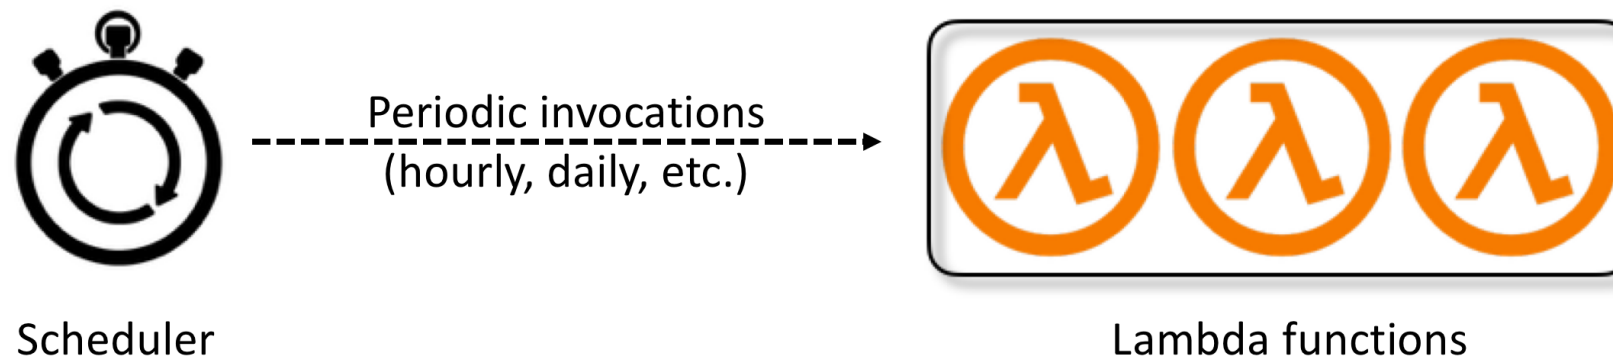 Periodic invocations
(hourly, daily, etc.)
λ λ λ
Scheduler
Lambda functions